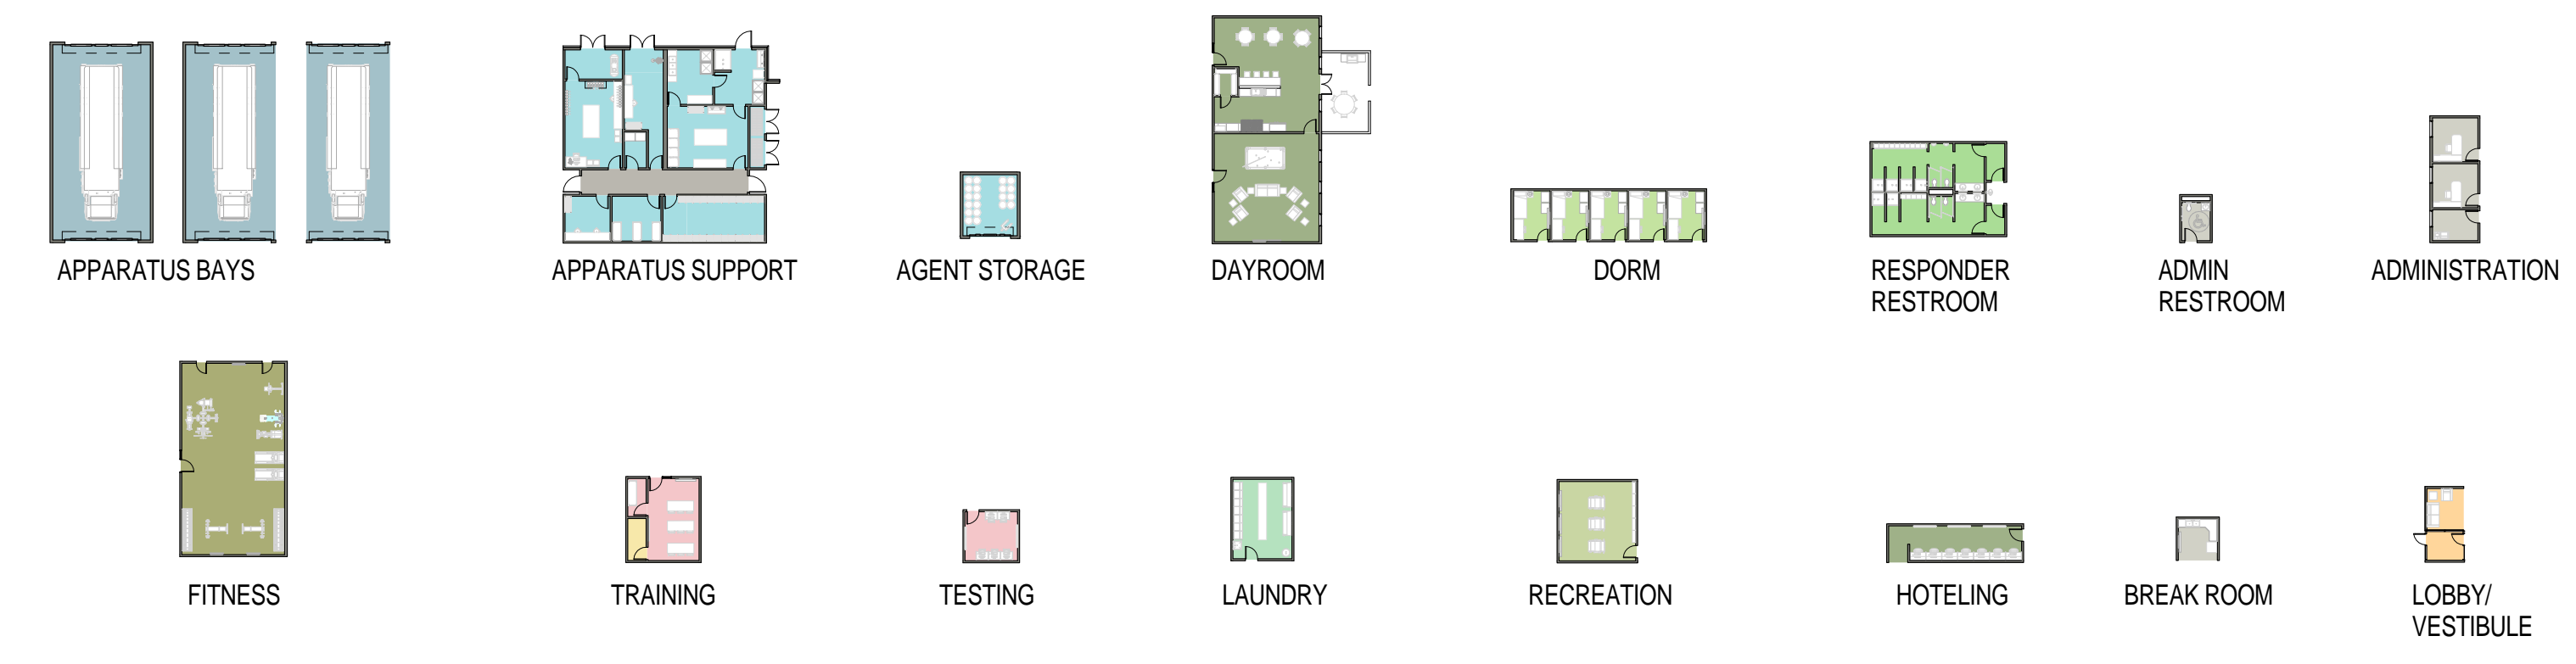 APPARATUS BAYS
APPARATUS SUPPORT
AGENT STORAGE
DAYROOM
DORM
RESPONDER
RESTROOM
ADMIN
RESTROOM
ADMINISTRATION
FITNESS
TRAINING
TESTING
LAUNDRY
RECREATION
HOTELING
BREAK ROOM
LOBBY/
VESTIBULE